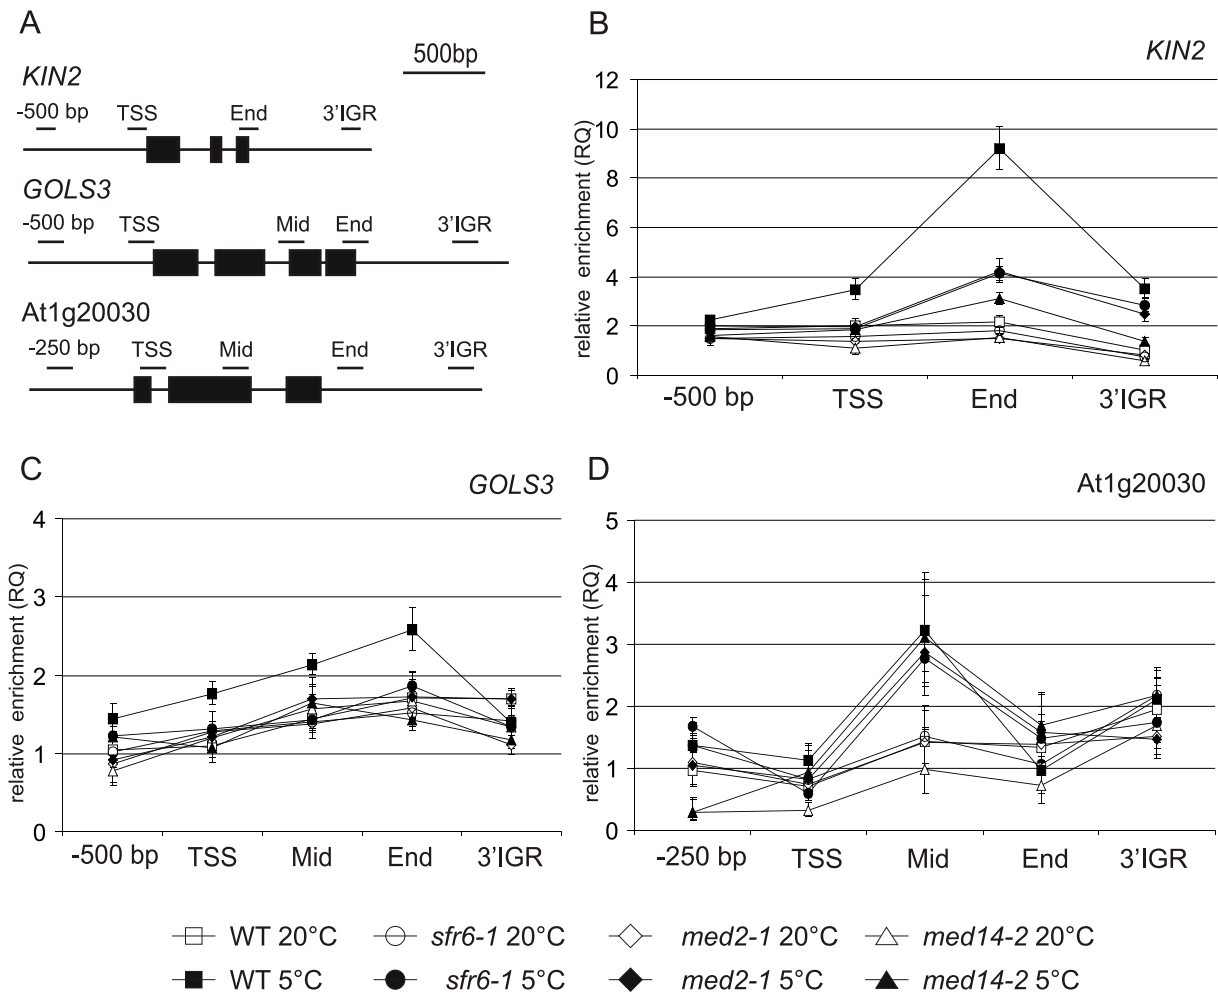 A
500bp
KIN2
-500 bp TSS End 3'IGR
GOLS3
-500 bp TSS Mid End 3'IGR
At1g20030
-250 bp TSS Mid End 3'IGR
B
KIN2
relative enrichment (RQ)
12
10
8
6
4
2
0
-500 bp TSS End 3'IGR
C
GOLS3
relative enrichment (RQ)
4
3
2
1
0
-500 bp TSS Mid End 3'IGR
D
At1g20030
relative enrichment (RQ)
5
4
3
2
1
0
-250 bp TSS Mid End 3'IGR
WT 20°C sfr6-1 20°C med2-1 20°C med14-2 20°C
WT 5°C sfr6-1 5°C med2-1 5°C med14-2 5°C